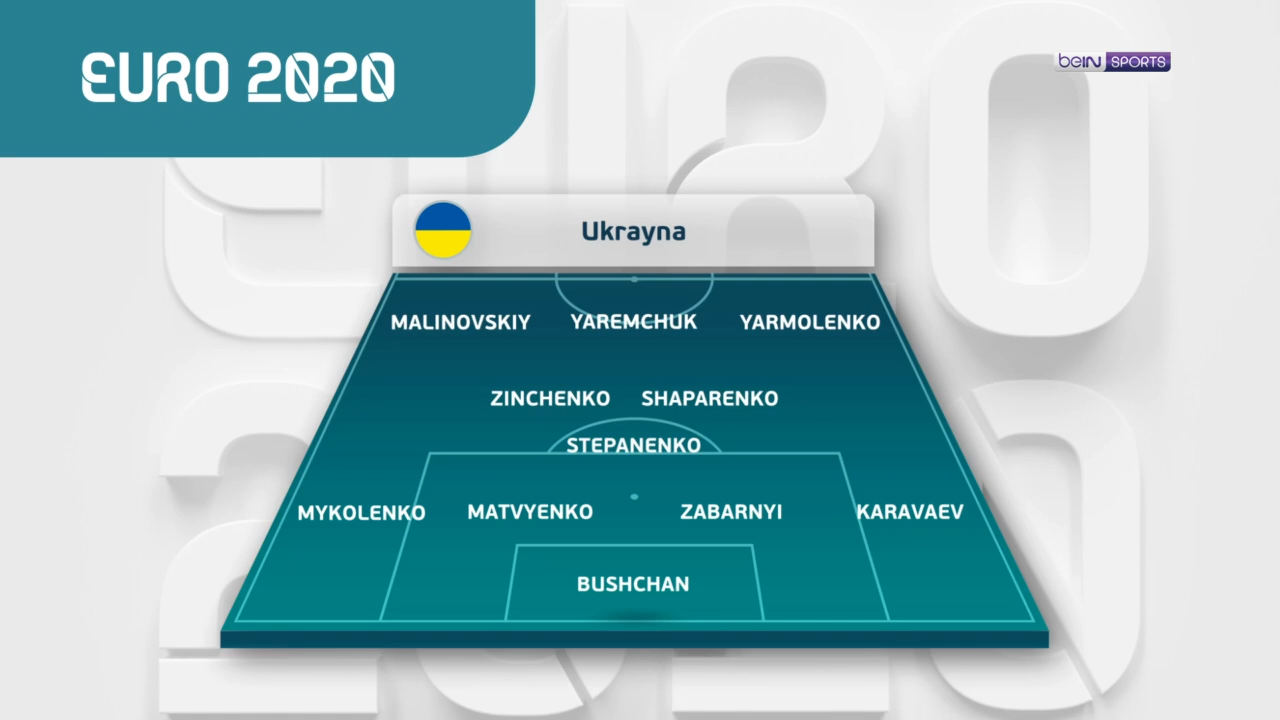 EURO 2020
beIN SPORTS
Ukrayna
MALINOVSKIY YAREMCHUK YARMOLENKO
ZINCHENKO SHAPARENKO
STEPANENKO
MYKOLENKO MATVYENKO ZABARNYI KARAVAEV
BUSHCHAN